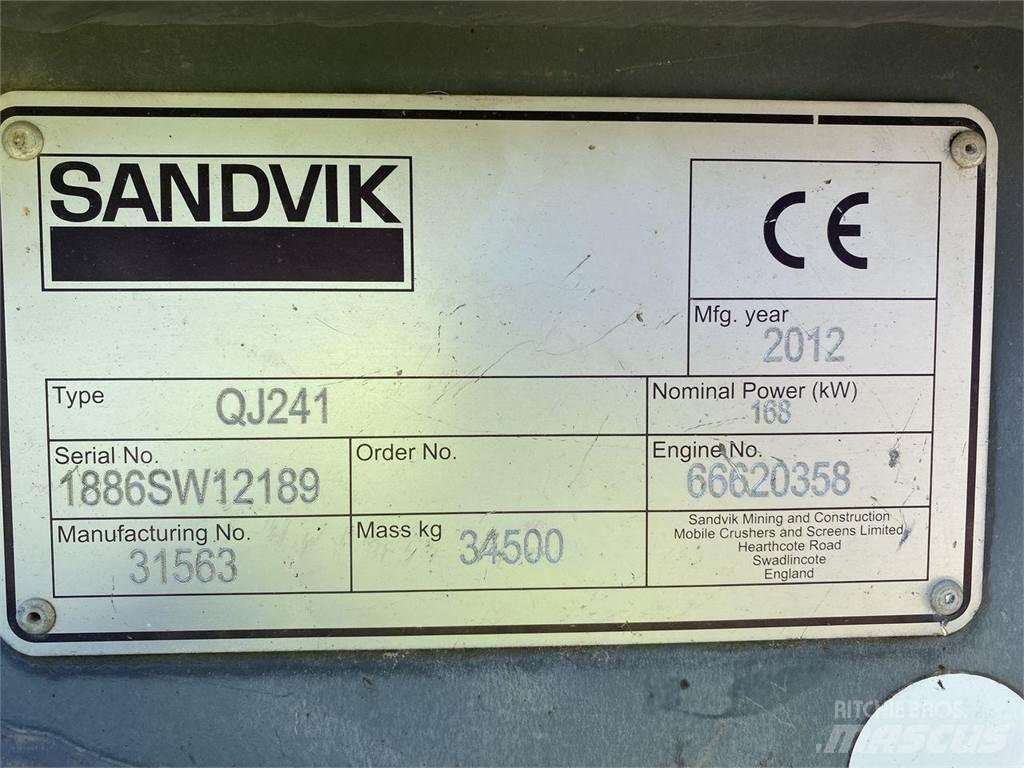 SANDVIK
CE
Mfg. year
2012
Type QJ241
Nominal Power (kW)
168
Serial No.
1886SW12189
Order No.
Engine No.
66620358
Manufacturing No.
31563
Mass kg 34500
Sandvik Mining and Construction
Mobile Crushers and Screens Limited
Hearthcote Road
Swadlincote
England
RITCHIE BROS.
MASCUS